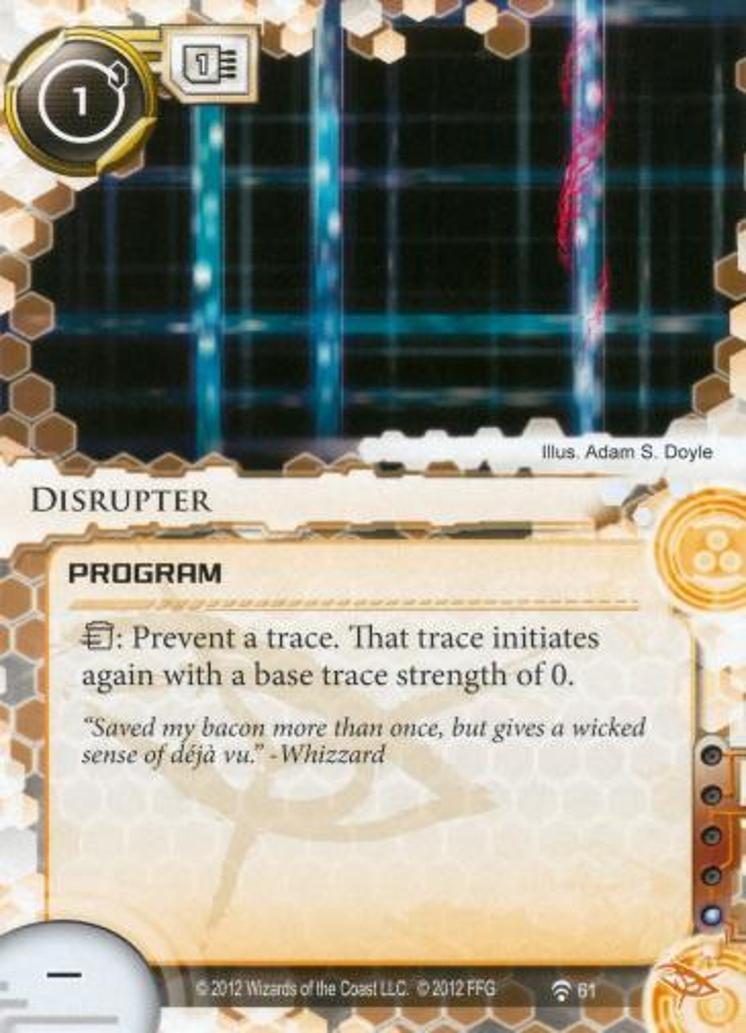 1
1
Illus. Adam S. Doyle
DISRUPTER
PROGRAM
: Prevent a trace. That trace initiates
again with a base trace strength of 0.
“Saved my bacon more than once, but gives a wicked
sense of déjà vu.” -Whizzard
–
© 2012 Wizards of the Coast LLC. © 2012 FFG
61